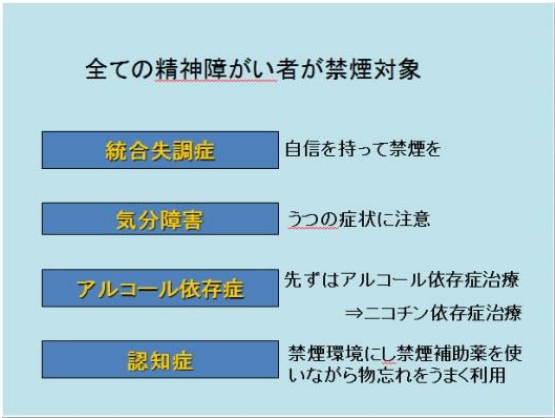 全ての精神障がい者が禁煙対象
統合失調症
自信を持って禁煙を
気分障害
うつの症状に注意
アルコール依存症
先ずはアルコール依存症治療
⇒ニコチン依存症治療
認知症
禁煙環境にし禁煙補助薬を使
いながら物忘れをうまく利用